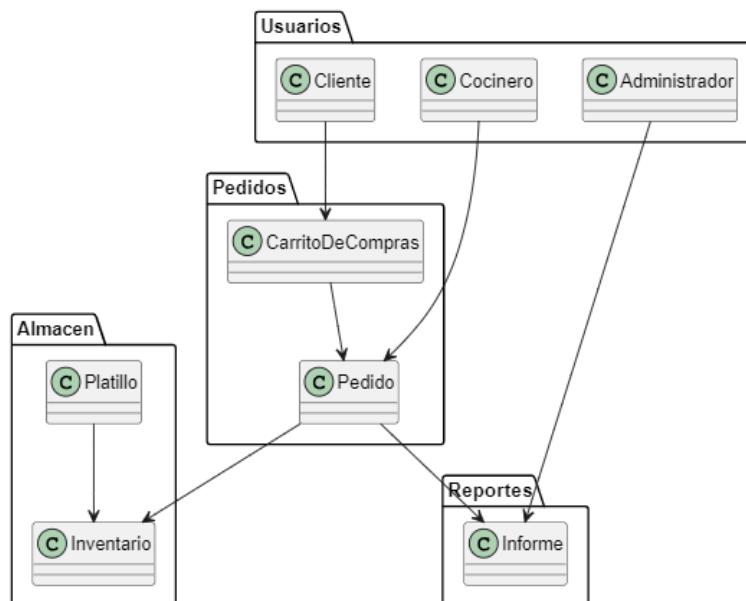 Usuarios
C Cliente
C Cocinero
C Administrador
Pedidos
C CarritoDeCompras
Almacen
C Platillo
C Pedido
Reportes
C Inventario
C Informe